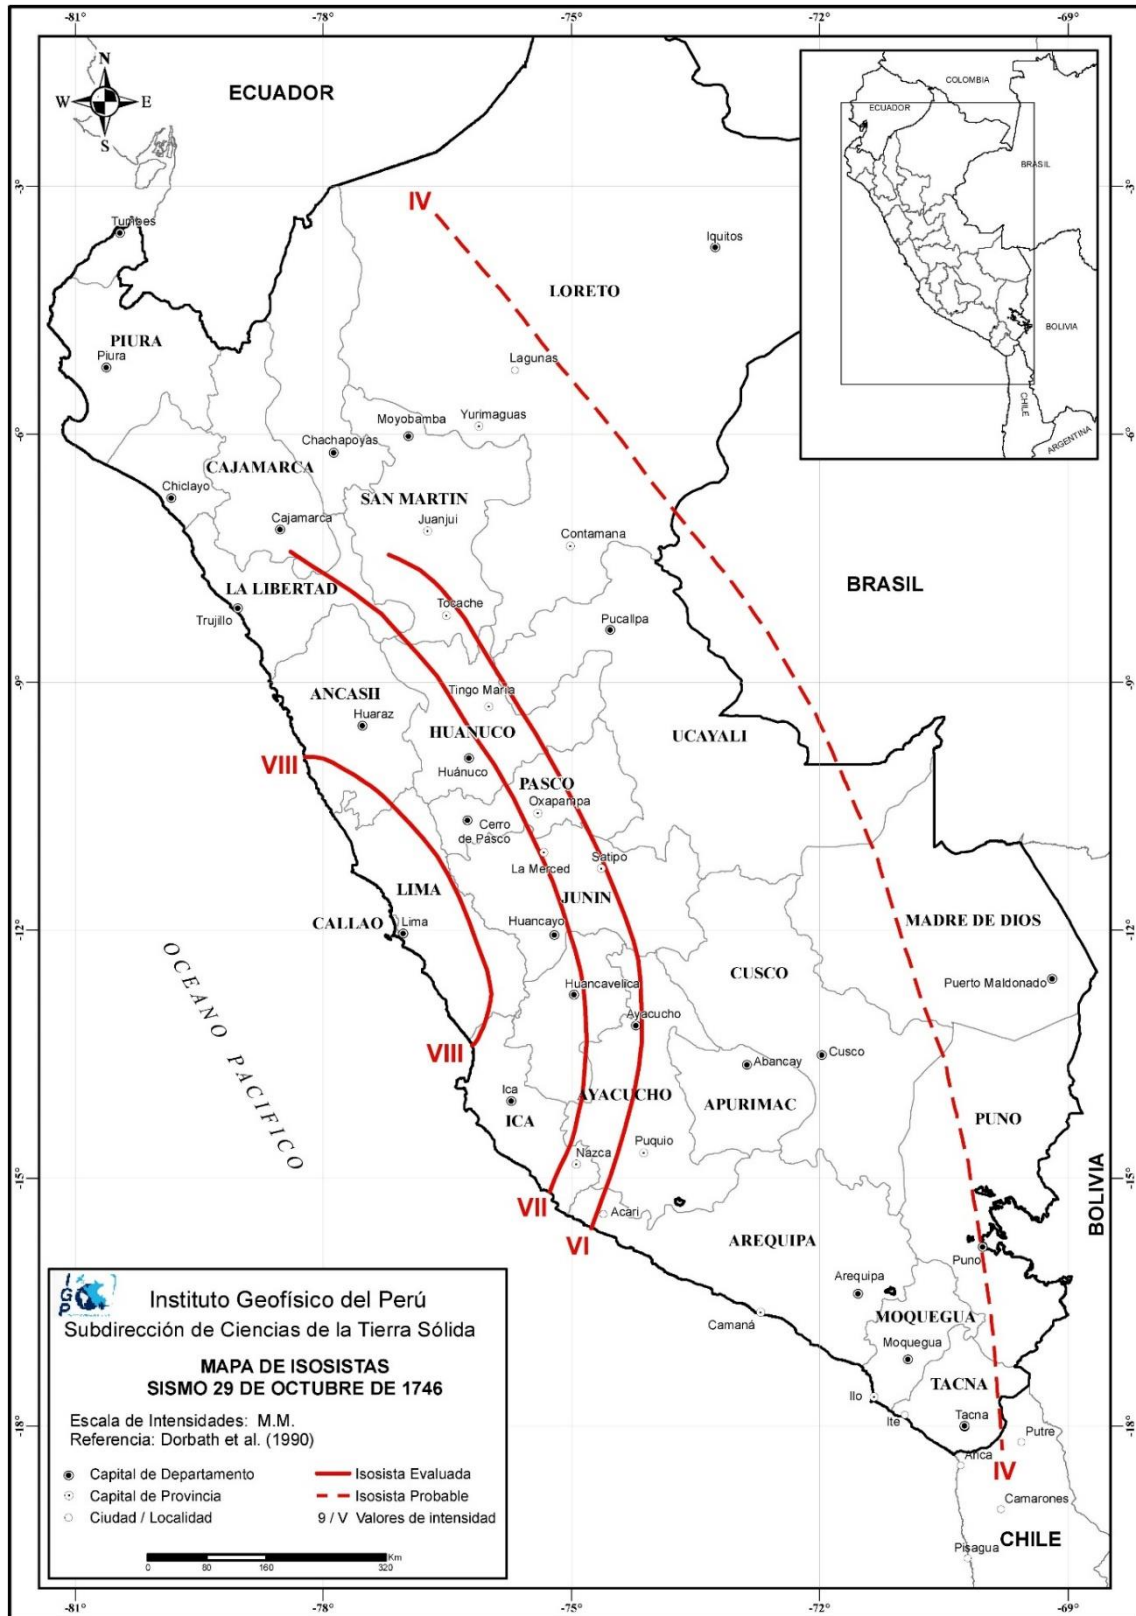 -81°
-78°
-75°
-72°
-69°
N
W E
S
ECUADOR
COLOMBIA
ECUADOR
BRASIL
BOLIVIA
CHILE
ARGENTINA
-3°
-3°
IV
Tumbes
Iquitos
LORETO
PIURA
Piura
Lagunas
Moyobamba
Yurimaguas
-6°
-6°
Chachapoyas
CAJAMARCA
Chiclayo
SAN MARTIN
Cajamarca
Juanjui
Contamana
BRASIL
LA LIBERTAD
Tocache
Trujillo
Pucallpa
-9°
-9°
ANCASH
Tingo Maria
Huaraz
HUANUCO
UCAYALI
VIII
Huánuco
PASCO
Oxapampa
Cerro
de Pasco
La Merced
Satipo
LIMA
JUNIN
CALLAO
Lima
Huancayo
MADRE DE DIOS
-12°
-12°
OCEANO PACIFICO
CUSCO
Puerto Maldonado
Huancavelica
Ayacucho
VIII
Cusco
Abancay
Ica
AYACUCHO
APURIMAC
ICA
PUNO
Puquio
Nazca
-15°
-15°
VII
Acari
BOLIVIA
VI
AREQUIPA
Puno
Arequipa
Camaná
MOQUEGUA
Moquegua
TACNA
Ilo
Ite
Tacna
-18°
-18°
Putre
Arica
IV
Camarones
CHILE
Pisagua
IGP
Instituto Geofísico del Perú
Subdirección de Ciencias de la Tierra Sólida
MAPA DE ISOSISTAS
SISMO 29 DE OCTUBRE DE 1746
Escala de Intensidades: M.M.
Referencia: Dorbath et al. (1990)
Capital de Departamento
Isosista Evaluada
Capital de Provincia
Isosista Probable
Ciudad / Localidad
9 / V Valores de intensidad
Km
0 80 160 320
-81°
-78°
-75°
-72°
-69°